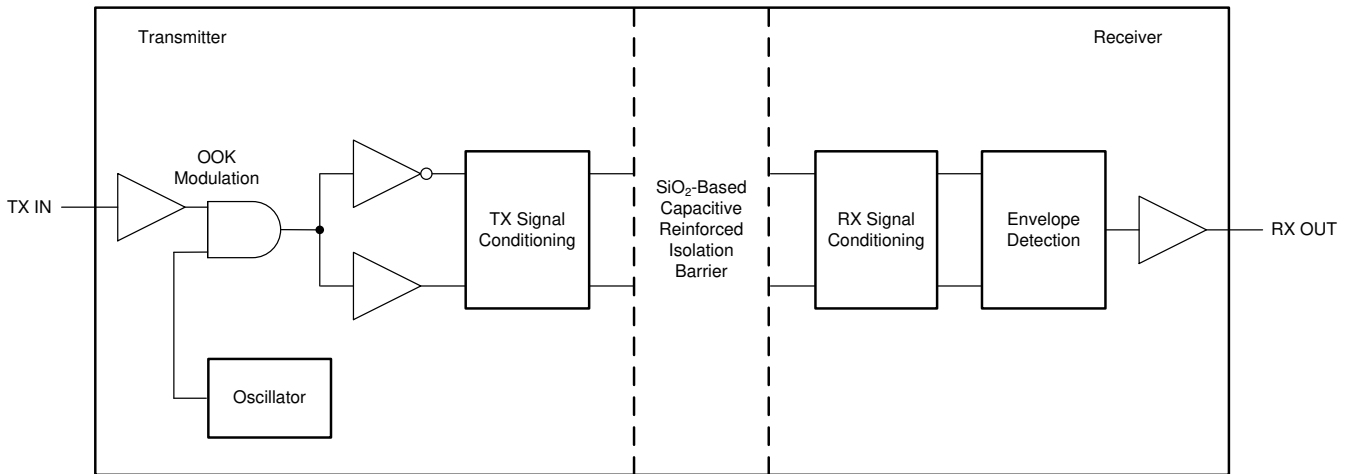 Transmitter
Receiver
OOK
Modulation
TX IN
TX Signal
Conditioning
SiO₂-Based
Capacitive
Reinforced
Isolation
Barrier
RX Signal
Conditioning
Envelope
Detection
RX OUT
Oscillator